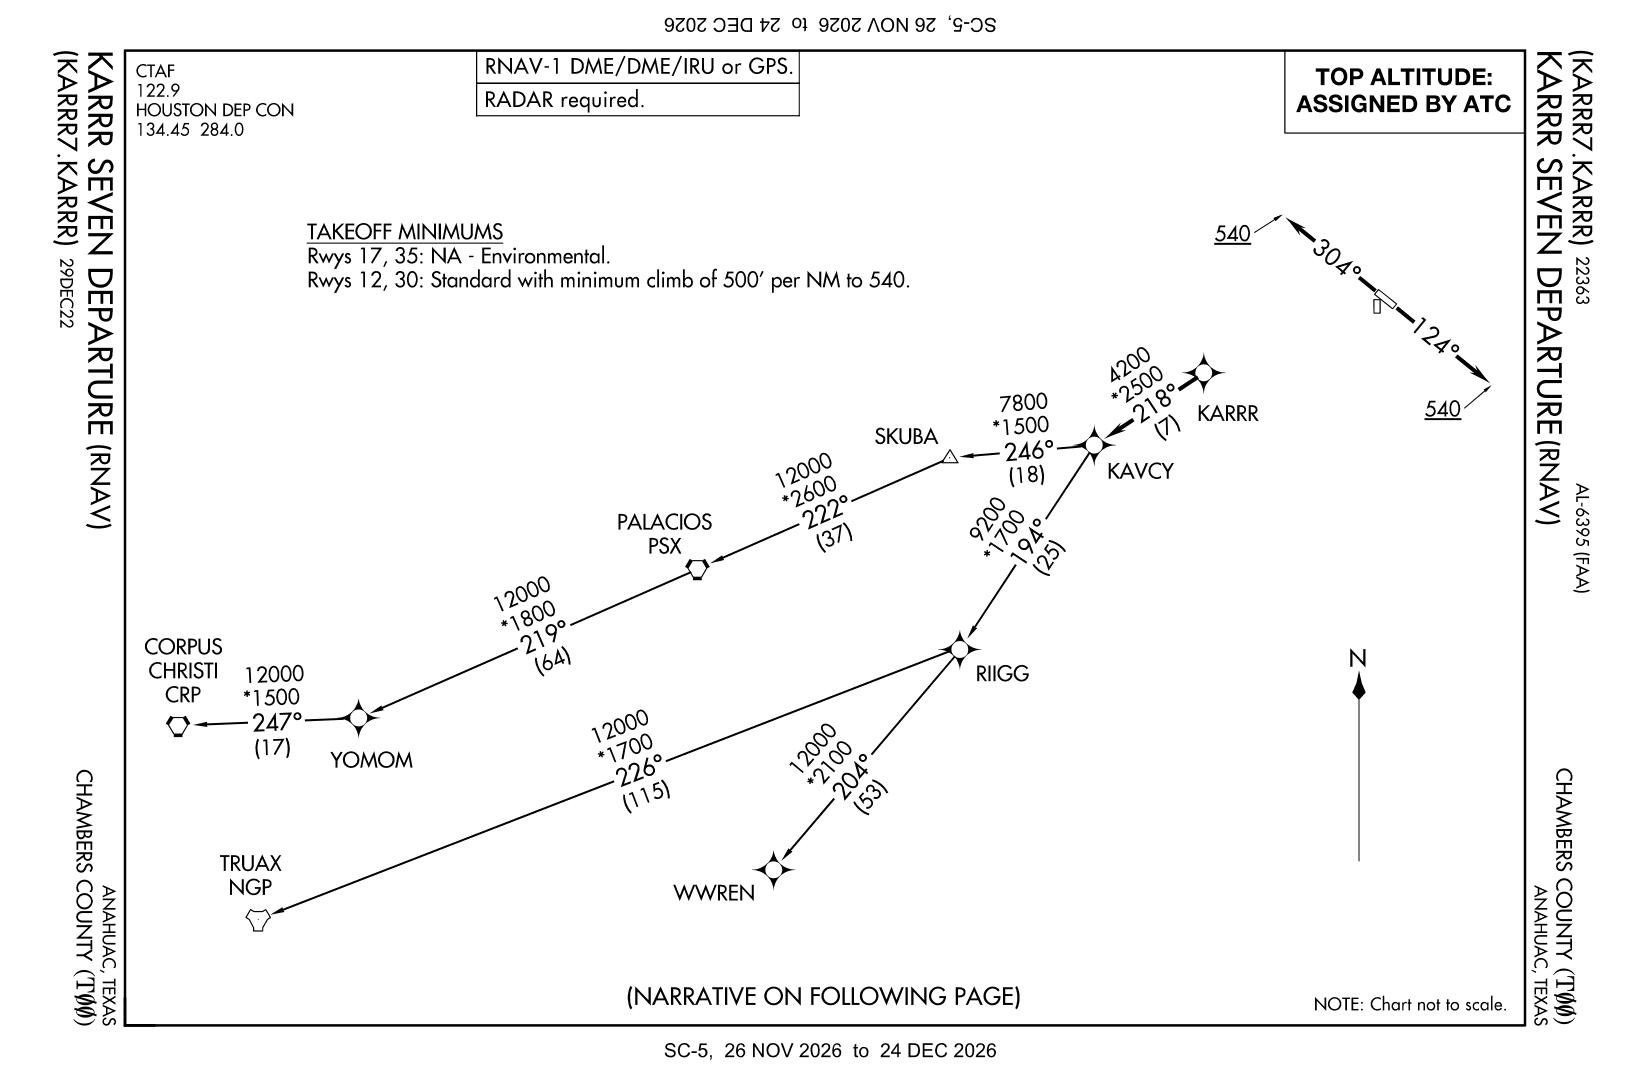 SC-5, 26 NOV 2026 to 24 DEC 2026
(KARRR7.KARRR) 29DEC22
KARRR SEVEN DEPARTURE (RNAV)
CHAMBERS COUNTY (TØØ)
ANAHUAC, TEXAS
CTAF
122.9
HOUSTON DEP CON
134.45 284.0
RNAV-1 DME/DME/IRU or GPS.
RADAR required.
TOP ALTITUDE:
ASSIGNED BY ATC
(KARRR7.KARRR) 22363
KARRR SEVEN DEPARTURE (RNAV)
AL-6395 (FAA)
CHAMBERS COUNTY (TØØ)
ANAHUAC, TEXAS
TAKEOFF MINIMUMS
Rwys 17, 35: NA - Environmental.
Rwys 12, 30: Standard with minimum climb of 500' per NM to 540.
540
304°
124°
540
KARRR
4200
*2500
218°
(7)
KAVCY
7800
*1500
246°
(18)
SKUBA
12000
*2600
222°
(37)
PALACIOS
PSX
12000
*1800
219°
(64)
YOMOM
12000
*1500
247°
(17)
CORPUS
CHRISTI
CRP
9200
*1700
194°
(25)
RIIGG
12000
*1700
226°
(115)
TRUAX
NGP
12000
*2100
204°
(53)
WWREN
N
(NARRATIVE ON FOLLOWING PAGE)
NOTE: Chart not to scale.
SC-5, 26 NOV 2026 to 24 DEC 2026